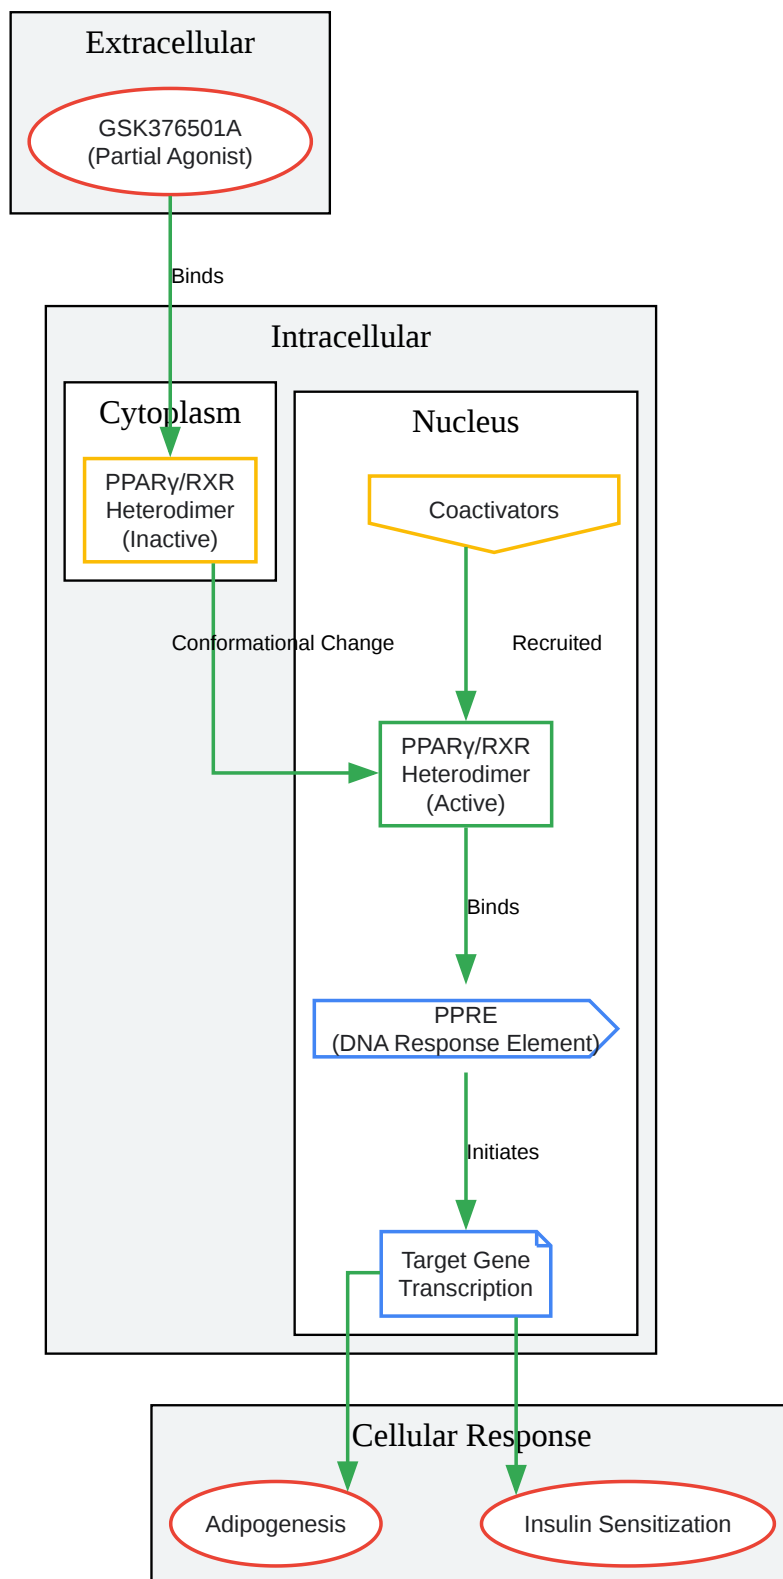 Extracellular
GSK376501A
(Partial Agonist)
Binds
Intracellular
Cytoplasm
Nucleus
PPARγ/RXR
Heterodimer
(Inactive)
Coactivators
Conformational Change
Recruited
PPARγ/RXR
Heterodimer
(Active)
Binds
PPRE
(DNA Response Element)
Initiates
Target Gene
Transcription
Cellular Response
Adipogenesis
Insulin Sensitization